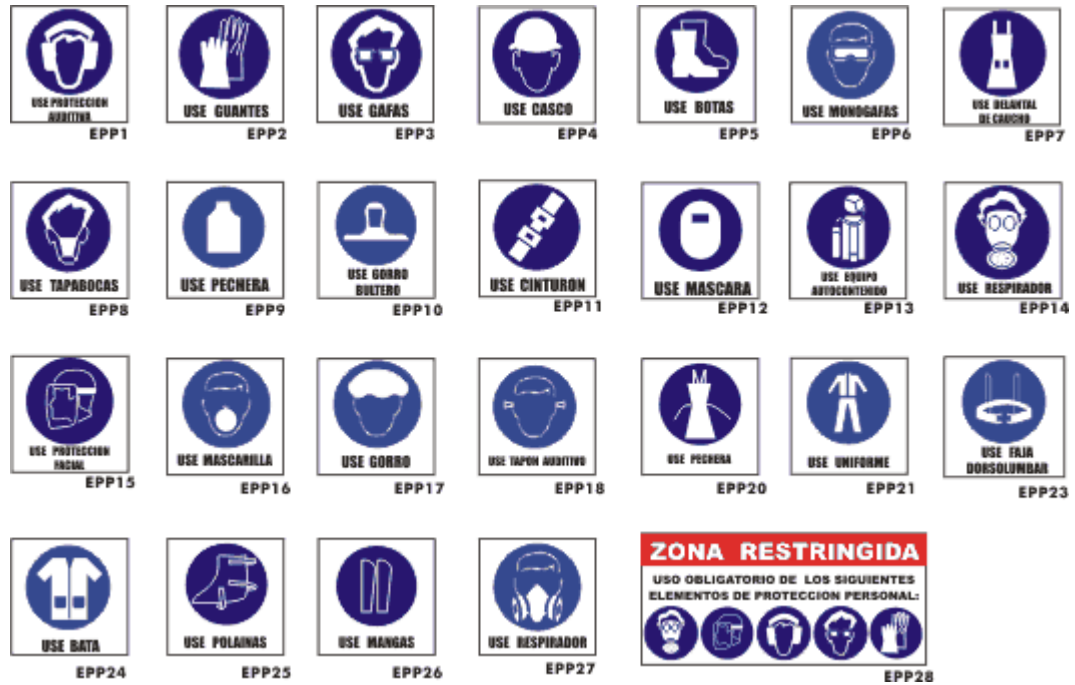 USE PROTECCION
AUDITIVA
EPP1
USE GUANTES
EPP2
USE GAFAS
EPP3
USE CASCO
EPP4
USE BOTAS
EPP5
USE MONOGAFAS
EPP6
USE DELANTAL
DE CAUCHO
EPP7
USE TAPABOCAS
EPP8
USE PECHERA
EPP9
USE GORRO
BULTERO
EPP10
USE CINTURON
EPP11
USE MASCARA
EPP12
USE EQUIPO
AUTOCONTENIDO
EPP13
USE RESPIRADOR
EPP14
USE PROTECCION
FACIAL
EPP15
USE MASCARILLA
EPP16
USE GORRO
EPP17
USE TAPON AUDITIVO
EPP18
USE PECHERA
EPP20
USE UNIFORME
EPP21
USE FAJA
DORSOLUMBAR
EPP23
USE BATA
EPP24
USE POLAINAS
EPP25
USE MANGAS
EPP26
USE RESPIRADOR
EPP27
ZONA RESTRINGIDA
USO OBLIGATORIO DE LOS SIGUIENTES
ELEMENTOS DE PROTECCION PERSONAL:
EPP28